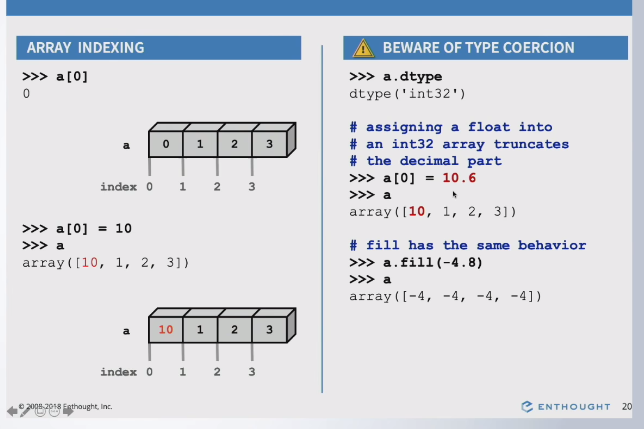 ARRAY INDEXING
>>> a[0]
0
a 0 1 2 3
index 0 1 2 3
>>> a[0] = 10
>>> a
array([10, 1, 2, 3])
a 10 1 2 3
index 0 1 2 3
BEWARE OF TYPE COERCION
>>> a.dtype
dtype('int32')
# assigning a float into
# an int32 array truncates
# the decimal part
>>> a[0] = 10.6
>>> a
array([10, 1, 2, 3])
# fill has the same behavior
>>> a.fill(-4.8)
>>> a
array([-4, -4, -4, -4])
© 2008-2018 Enthought, Inc.
ENTHOUGHT 20